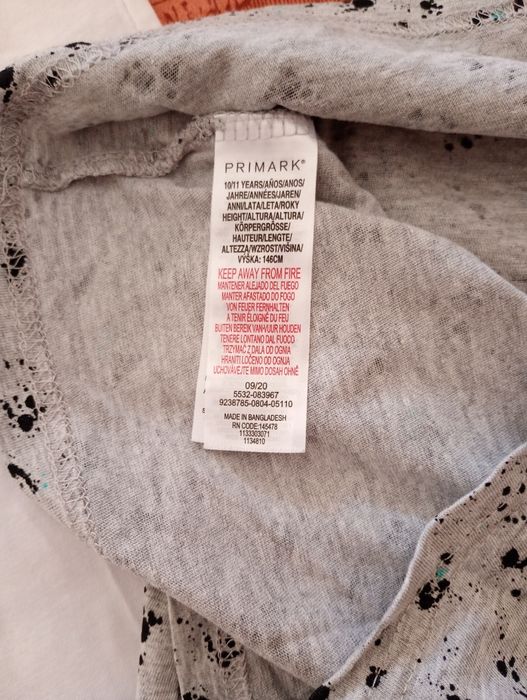 PRIMARK®
10/11 YEARS/AÑOS/ANOS/
JAHRE/ANNÉES/JAREN/
ANNI/LATA/LETA/ROKY
HEIGHT/ALTURA/ALTURA/
KÖRPERGRÖSSE/
HAUTEUR/LENGTE/
ALTEZZA/WZROST/VIŠINA/
VÝŠKA: 146CM
KEEP AWAY FROM FIRE
MANTENER ALEJADO DEL FUEGO
MANTER AFASTADO DO FOGO
VON FEUER FERNHALTEN
A TENIR ÉLOIGNÉ DU FEU
BUITEN BEREIK VAN VUUR HOUDEN
TENERE LONTANO DAL FUOCO
TRZYMAĆ Z DALA OD OGNIA
HRANITI LOČENO OD OGNJA
UCHOVÁVEJTE MIMO DOSAH OHNĚ
09/20
5532-083967
9238785-0804-05110
MADE IN BANGLADESH
RN CODE:145478
1133303071
1134810